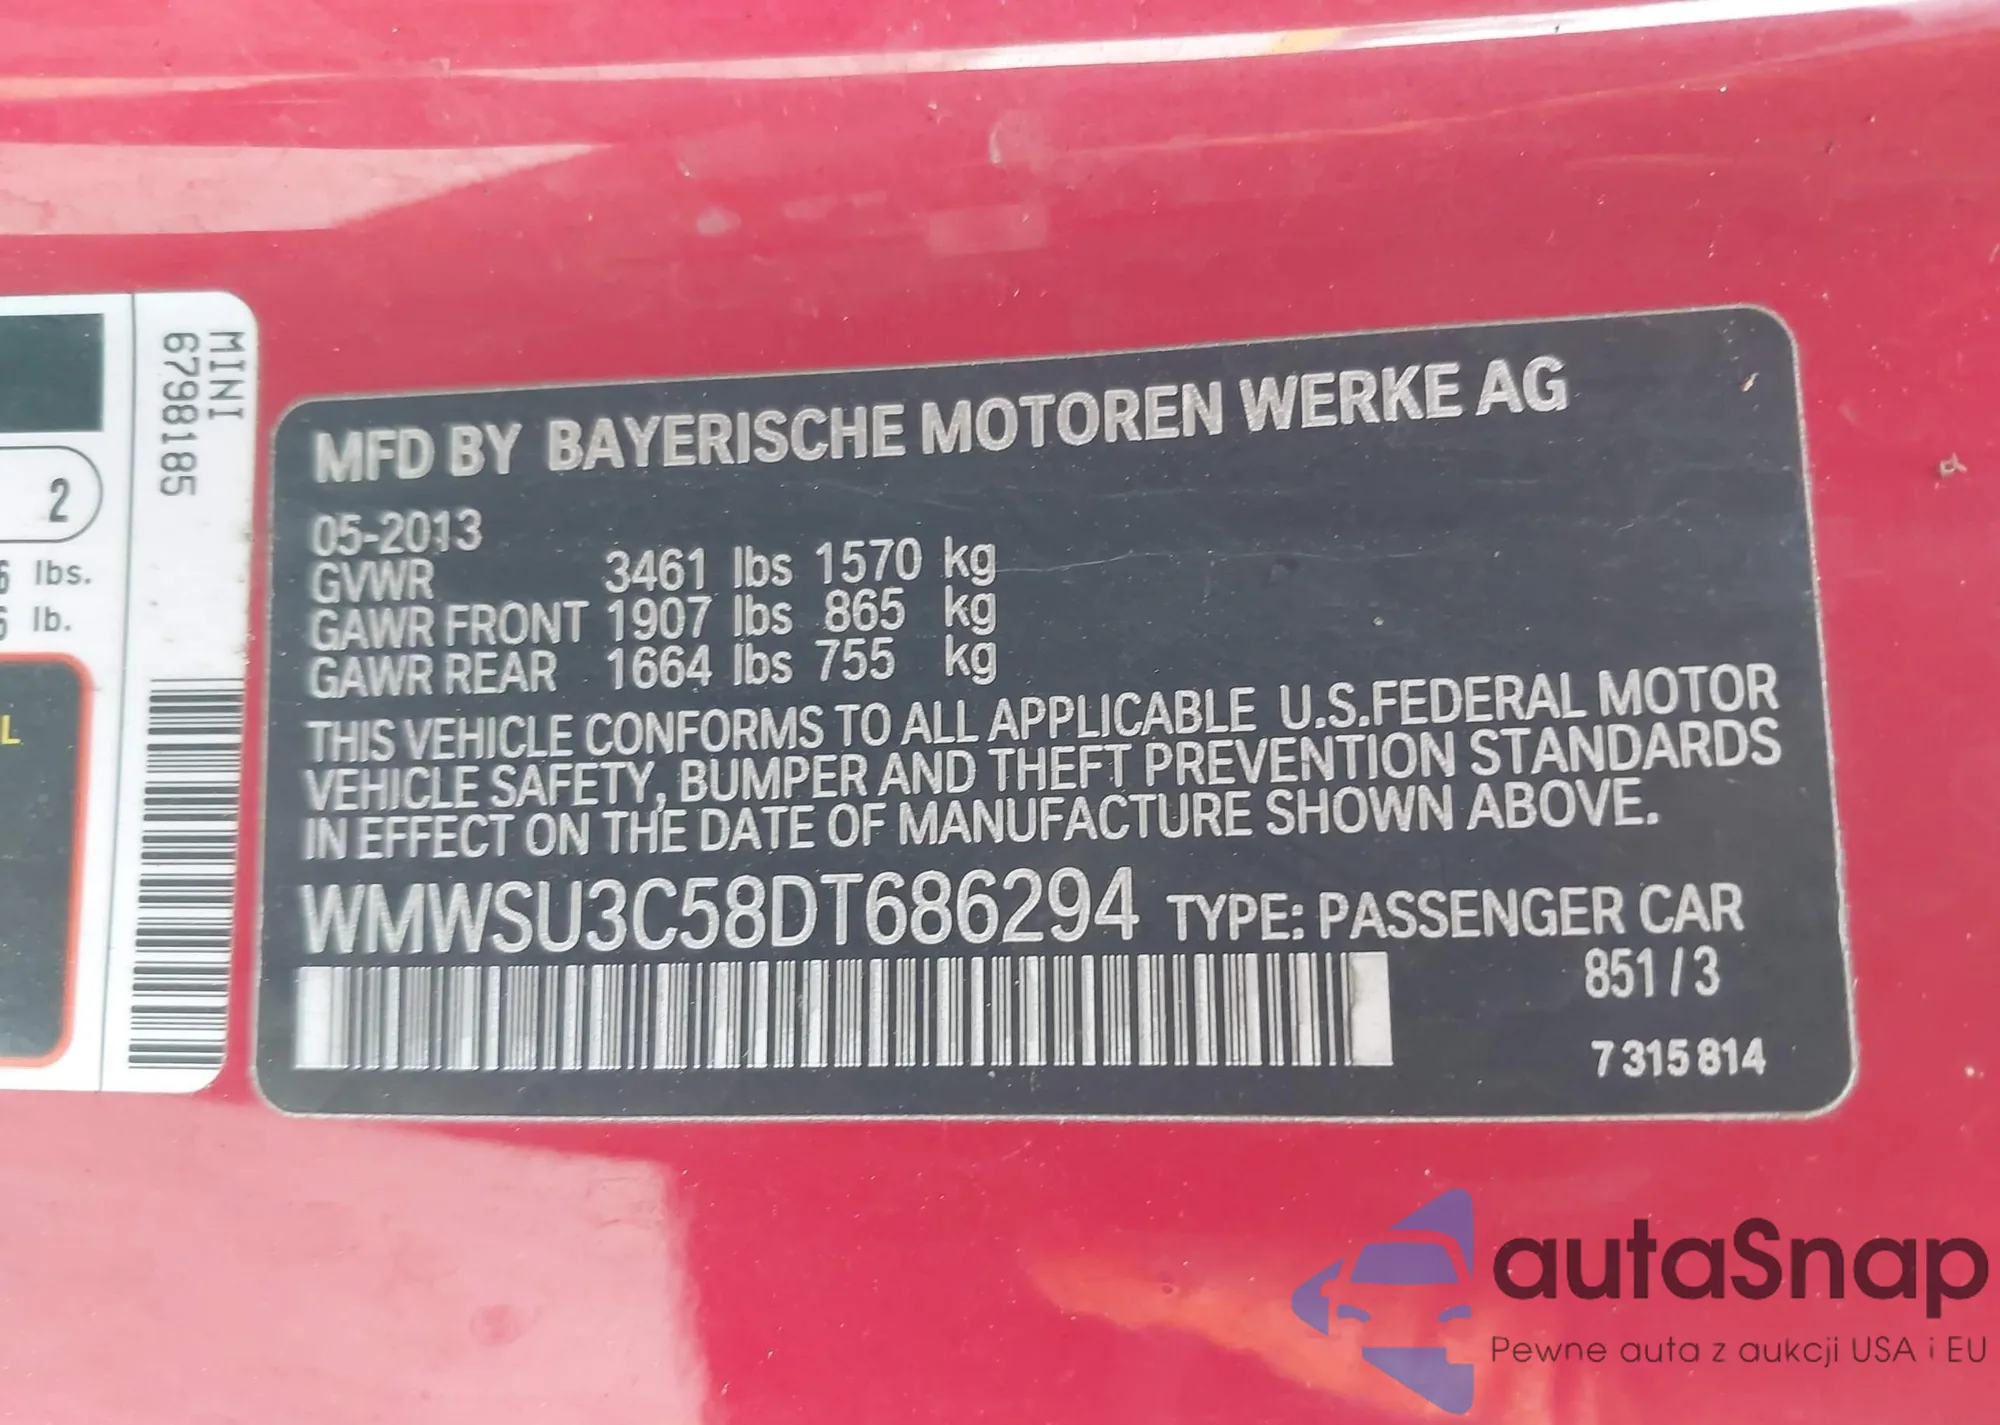 MINI
6798185
2
lbs.
lb.
L
MFD BY BAYERISCHE MOTOREN WERKE AG
05-2013
GVWR 3461 lbs 1570 kg
GAWR FRONT 1907 lbs 865 kg
GAWR REAR 1664 lbs 755 kg
THIS VEHICLE CONFORMS TO ALL APPLICABLE U.S.FEDERAL MOTOR
VEHICLE SAFETY, BUMPER AND THEFT PREVENTION STANDARDS
IN EFFECT ON THE DATE OF MANUFACTURE SHOWN ABOVE.
WMWSU3C58DT686294 TYPE: PASSENGER CAR
851/3
7315814
autaSnap
Pewne auta z aukcji USA i EU